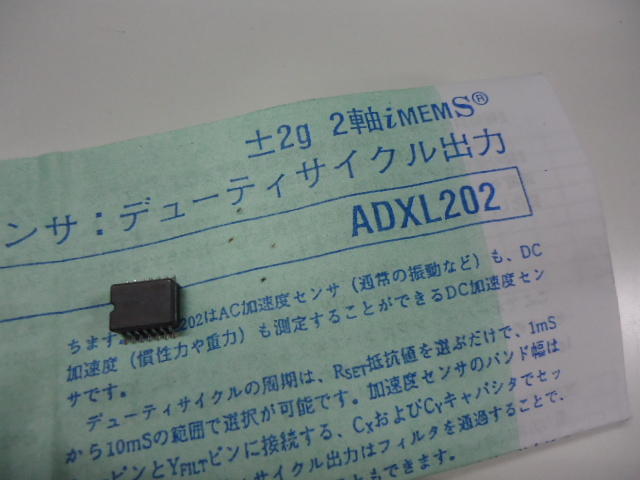 ±2g 2軸iMEMS®
ンサ：デューティサイクル出力
ADXL202
ちます 202はAC加速度センサ（通常の振動など）も、DC
加速度（慣性力や重力）も測定することができるDC加速度セン
サです。
デューティサイクルの周期は、RSET抵抗値を選ぶだけで、1mS
から10mSの範囲で選択が可能です。加速度センサのバンド幅は
ピンとYFILTピンに接続する、CXおよびCYキャパシタでセッ
イクル出力はフィルタを通過することで、
ともできます。